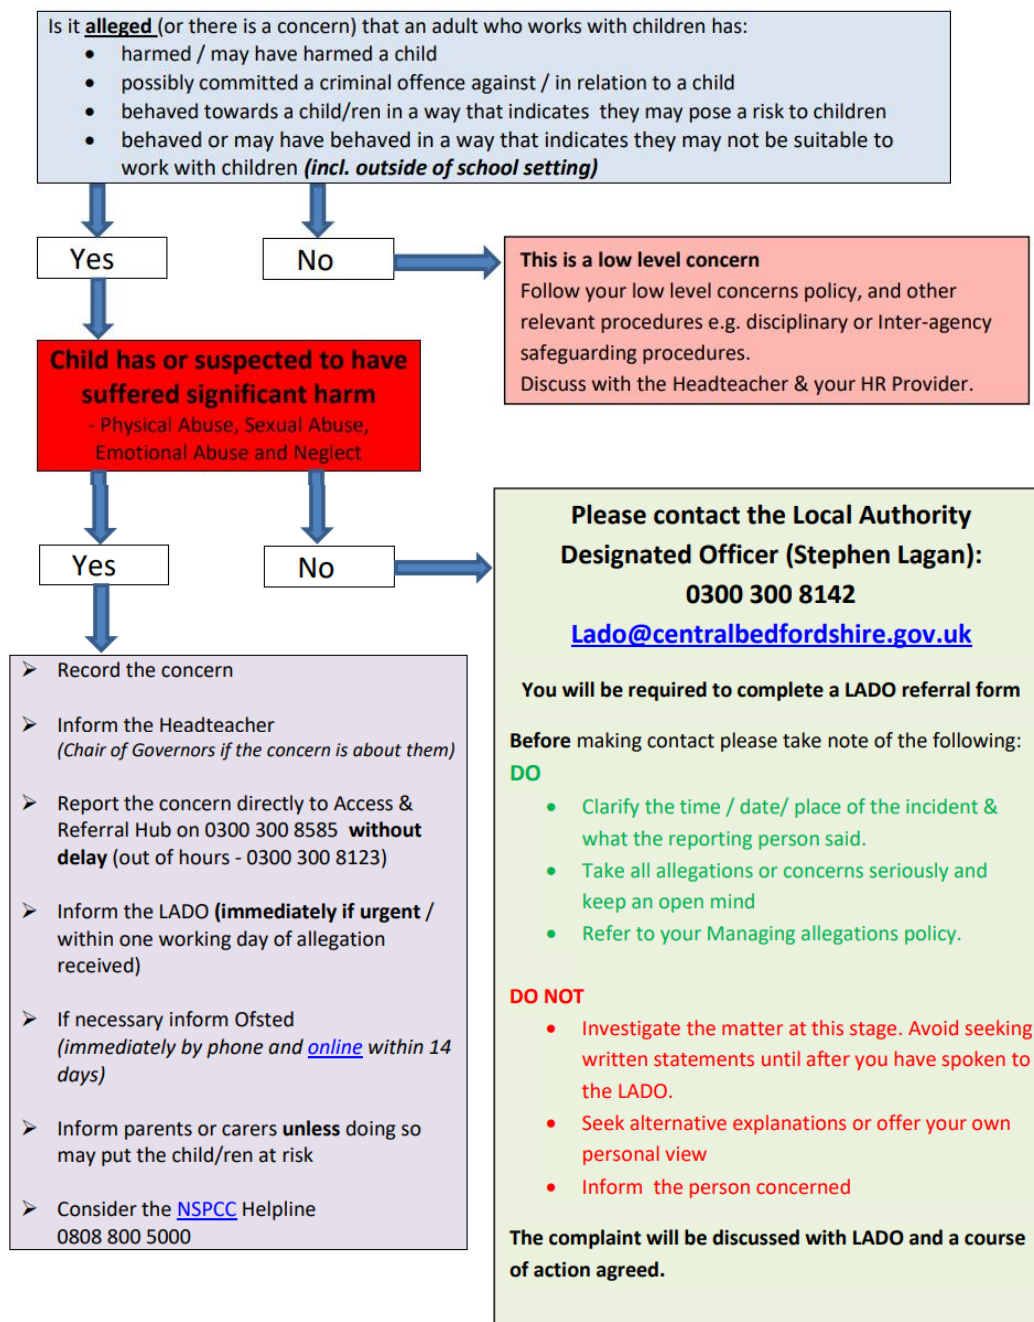 Is it alleged (or there is a concern) that an adult who works with children has:
• harmed / may have harmed a child
• possibly committed a criminal offence against / in relation to a child
• behaved towards a child/ren in a way that indicates they may pose a risk to children
• behaved or may have behaved in a way that indicates they may not be suitable to
work with children (incl. outside of school setting)
Yes
No
This is a low level concern
Follow your low level concerns policy, and other
relevant procedures e.g. disciplinary or Inter-agency
safeguarding procedures.
Discuss with the Headteacher & your HR Provider.
Child has or suspected to have
suffered significant harm
- Physical Abuse, Sexual Abuse,
Emotional Abuse and Neglect
Yes
No
➢ Record the concern
➢ Inform the Headteacher
(Chair of Governors if the concern is about them)
➢ Report the concern directly to Access &
Referral Hub on 0300 300 8585 without
delay (out of hours - 0300 300 8123)
➢ Inform the LADO (immediately if urgent /
within one working day of allegation
received)
➢ If necessary inform Ofsted
(immediately by phone and online within 14
days)
➢ Inform parents or carers unless doing so
may put the child/ren at risk
➢ Consider the NSPCC Helpline
0808 800 5000
Please contact the Local Authority
Designated Officer (Stephen Lagan):
0300 300 8142
Lado@centralbedfordshire.gov.uk
You will be required to complete a LADO referral form
Before making contact please take note of the following:
DO
• Clarify the time / date/ place of the incident &
what the reporting person said.
• Take all allegations or concerns seriously and
keep an open mind
• Refer to your Managing allegations policy.
DO NOT
• Investigate the matter at this stage. Avoid seeking
written statements until after you have spoken to
the LADO.
• Seek alternative explanations or offer your own
personal view
• Inform the person concerned
The complaint will be discussed with LADO and a course
of action agreed.